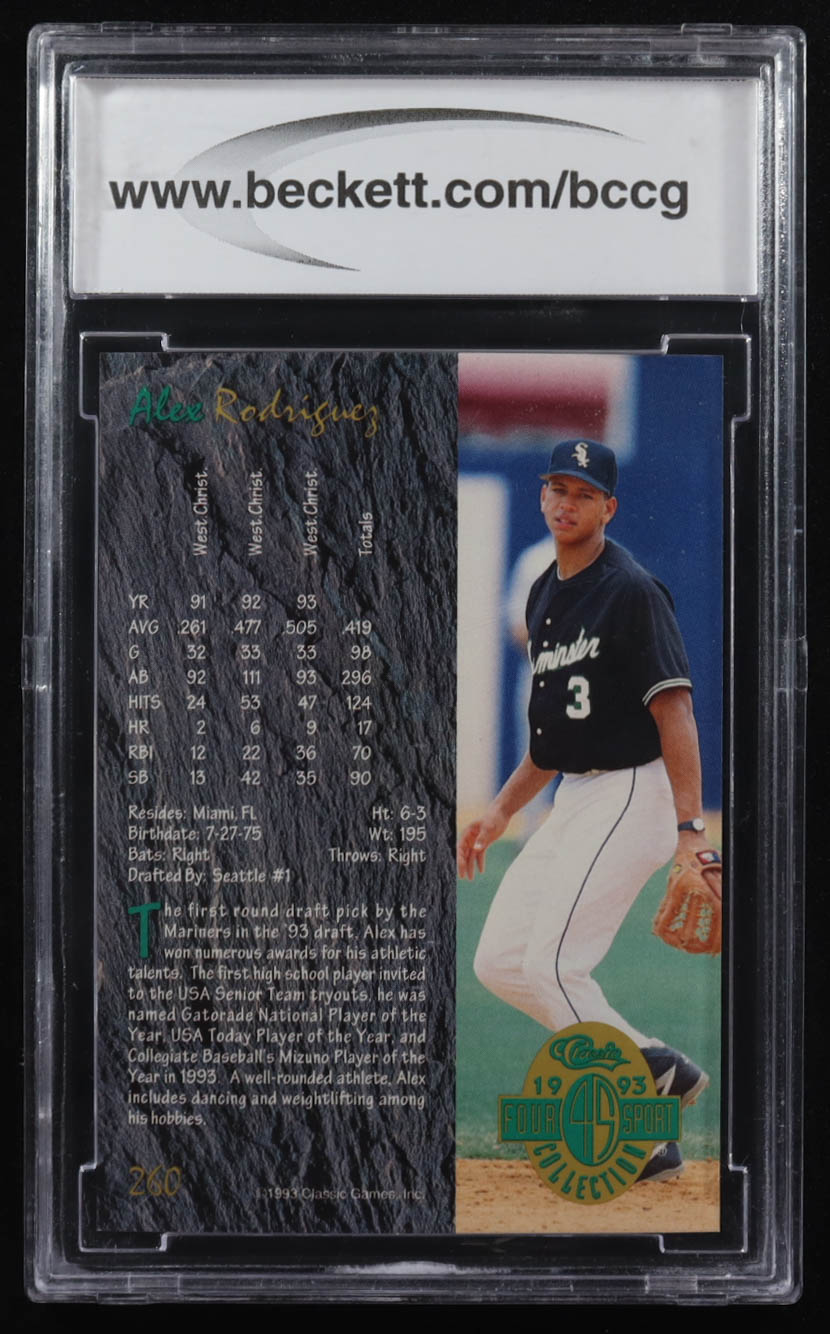 www.beckett.com/bccg
Alex Rodriguez
West.Christ. West.Christ. West.Christ. Totals
YR 91 92 93
AVG .261 .477 .505 .419
G 32 33 33 98
AB 92 111 93 296
HITS 24 53 47 124
HR 2 6 9 17
RBI 12 22 36 70
SB 13 42 35 90
Resides: Miami, FL Ht: 6-3
Birthdate: 7-27-75 Wt: 195
Bats: Right Throws: Right
Drafted By: Seattle #1
The first round draft pick by the
Mariners in the '93 draft, Alex has
won numerous awards for his athletic
talents. The first high school player invited
to the USA Senior Team tryouts, he was
named Gatorade National Player of the
Year, USA Today Player of the Year, and
Collegiate Baseball's Mizuno Player of the
Year in 1993. A well-rounded athlete, Alex
includes dancing and weightlifting among
his hobbies.
260
©1993 Classic Games, Inc.
minster
3
Classic
1993
FOUR 4S SPORT
COLLECTION